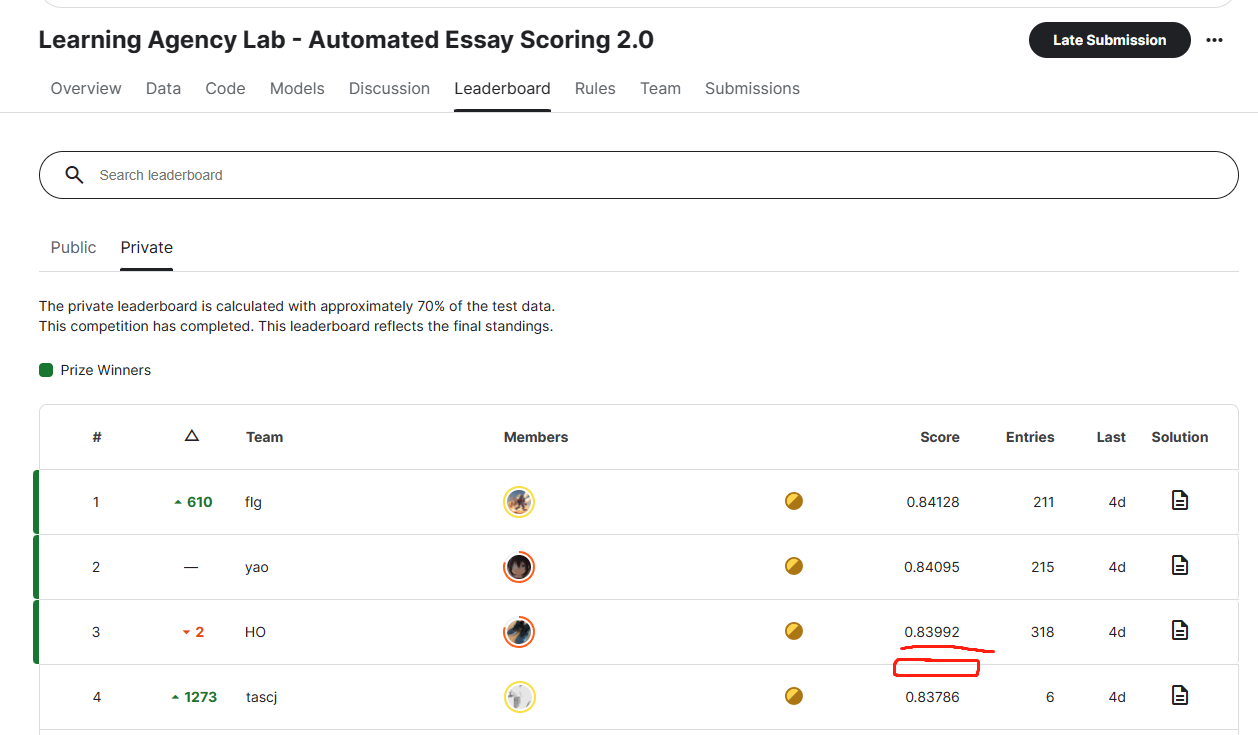 Learning Agency Lab - Automated Essay Scoring 2.0
Late Submission
Overview Data Code Models Discussion Leaderboard Rules Team Submissions
Search leaderboard
Public Private
The private leaderboard is calculated with approximately 70% of the test data.
This competition has completed. This leaderboard reflects the final standings.
Prize Winners
# △ Team Members Score Entries Last Solution
1 610 flg 0.84128 211 4d
2 — yao 0.84095 215 4d
3 2 HO 0.83992 318 4d
4 1273 tascj 0.83786 6 4d